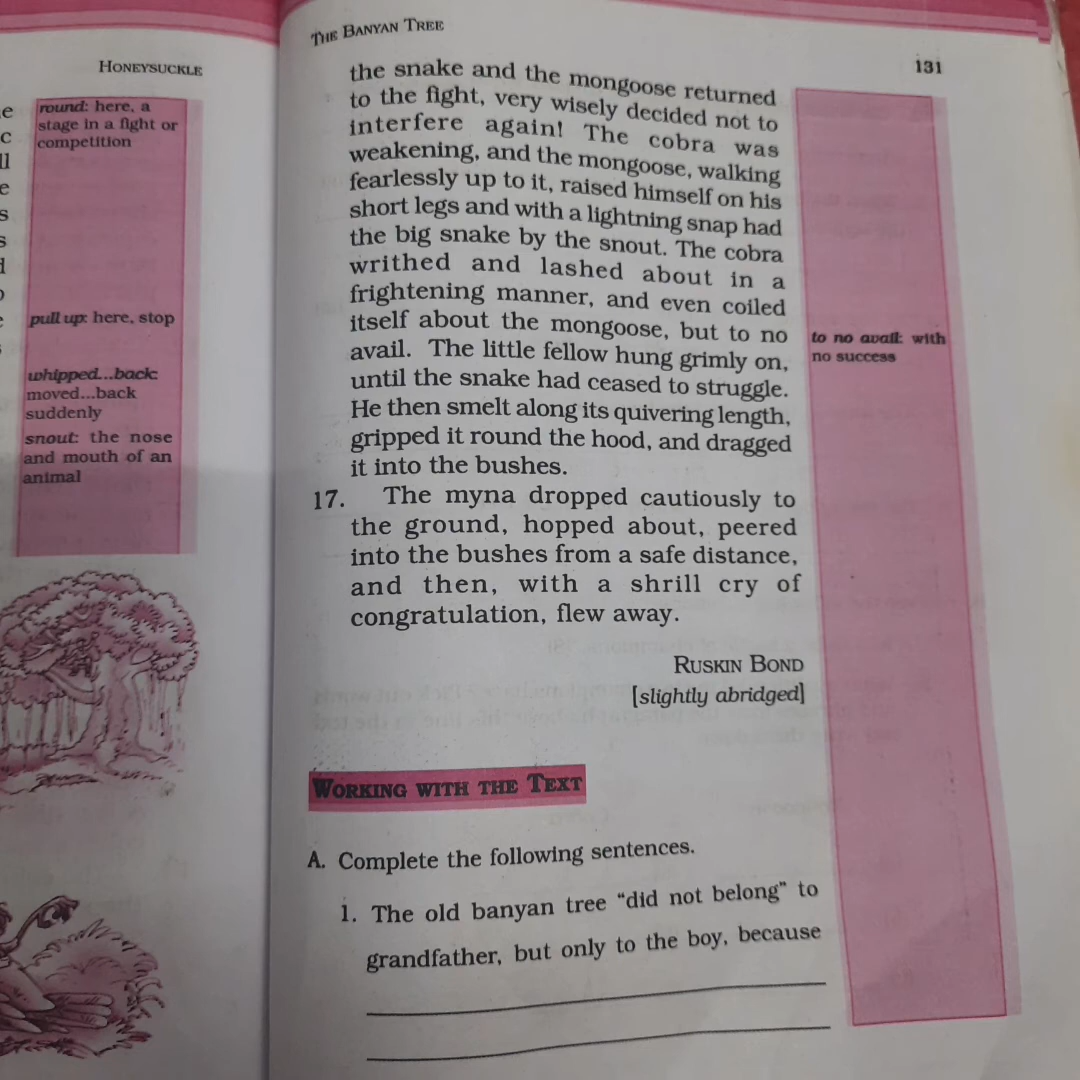 HONEYSUCKLE
round: here, a
stage in a fight or
competition
pull up: here, stop
whipped...back:
moved...back
suddenly
snout: the nose
and mouth of an
animal
THE BANYAN TREE
131
the snake and the mongoose returned
to the fight, very wisely decided not to
interfere again! The cobra was
weakening, and the mongoose, walking
fearlessly up to it, raised himself on his
short legs and with a lightning snap had
the big snake by the snout. The cobra
writhed and lashed about in a
frightening manner, and even coiled
itself about the mongoose, but to no
avail. The little fellow hung grimly on,
until the snake had ceased to struggle.
He then smelt along its quivering length,
gripped it round the hood, and dragged
it into the bushes.
17. The myna dropped cautiously to
the ground, hopped about, peered
into the bushes from a safe distance,
and then, with a shrill cry of
congratulation, flew away.
RUSKIN BOND
[slightly abridged]
to no avail: with
no success
WORKING WITH THE TEXT
A. Complete the following sentences.
1. The old banyan tree “did not belong” to
grandfather, but only to the boy, because